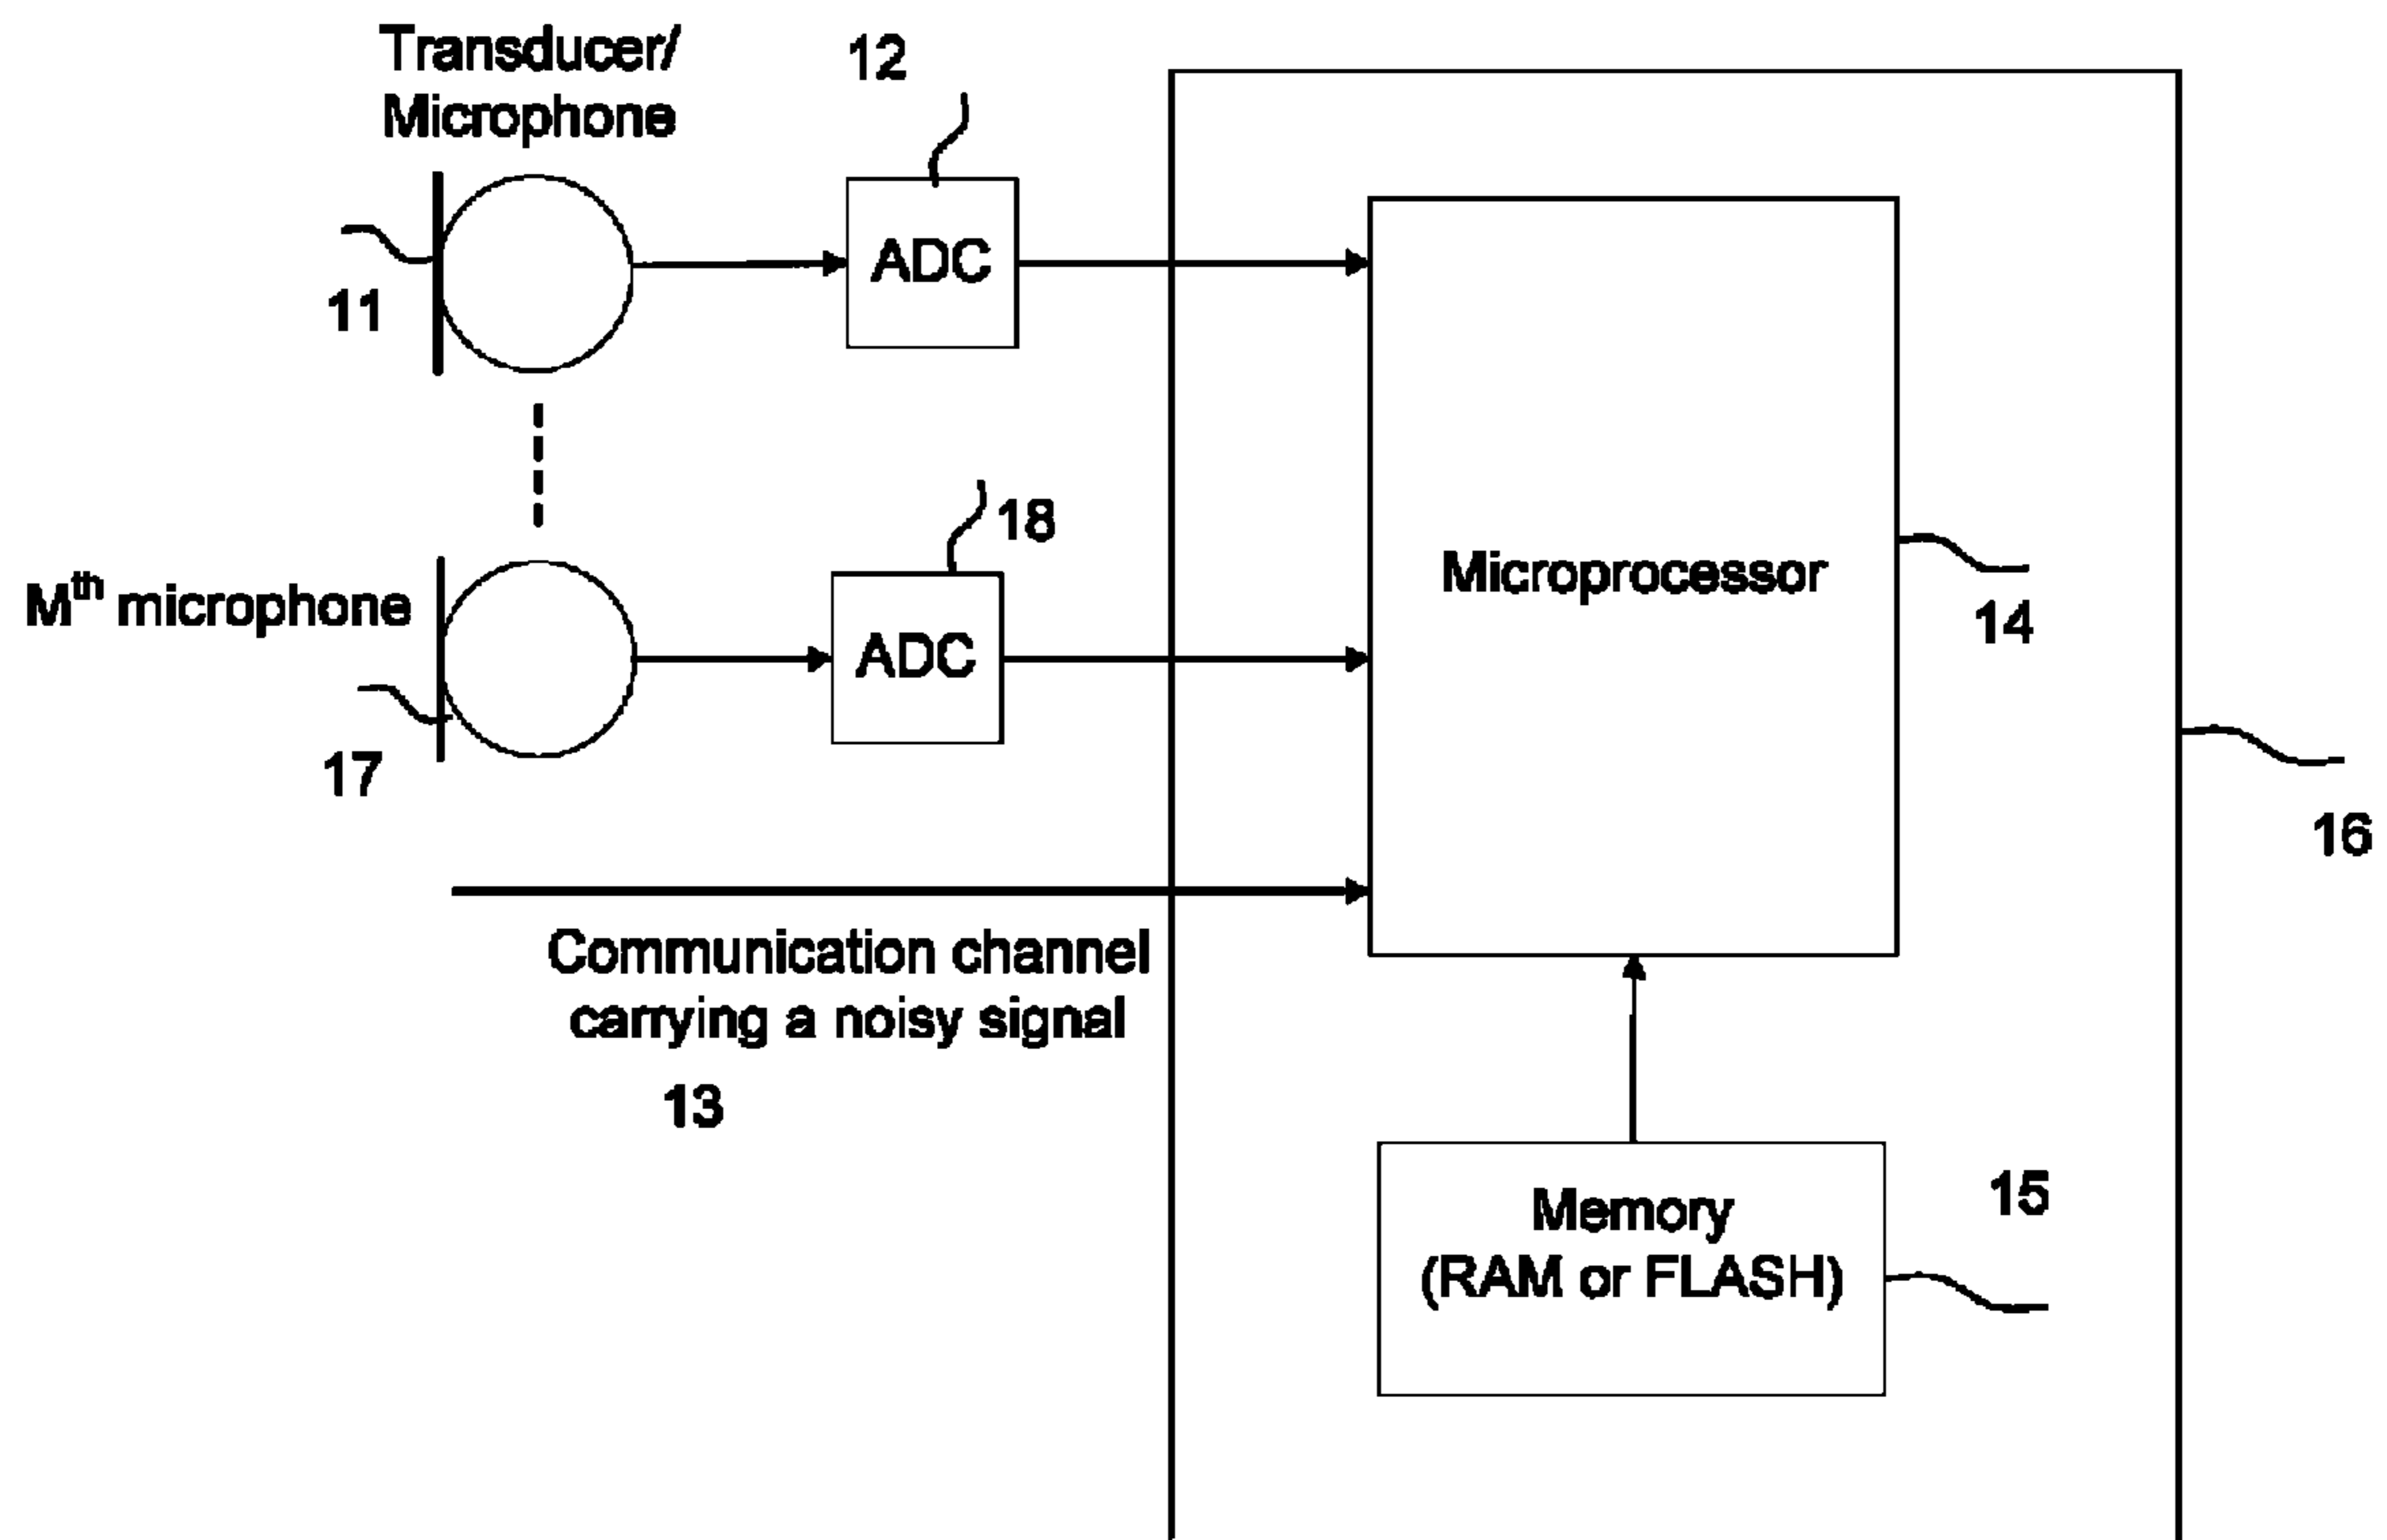 Transducer/
Microphone
12
ADC
11
18
Mth microphone
ADC
17
Microprocessor
14
16
Communication channel
carrying a noisy signal
13
15
Memory
(RAM or FLASH)